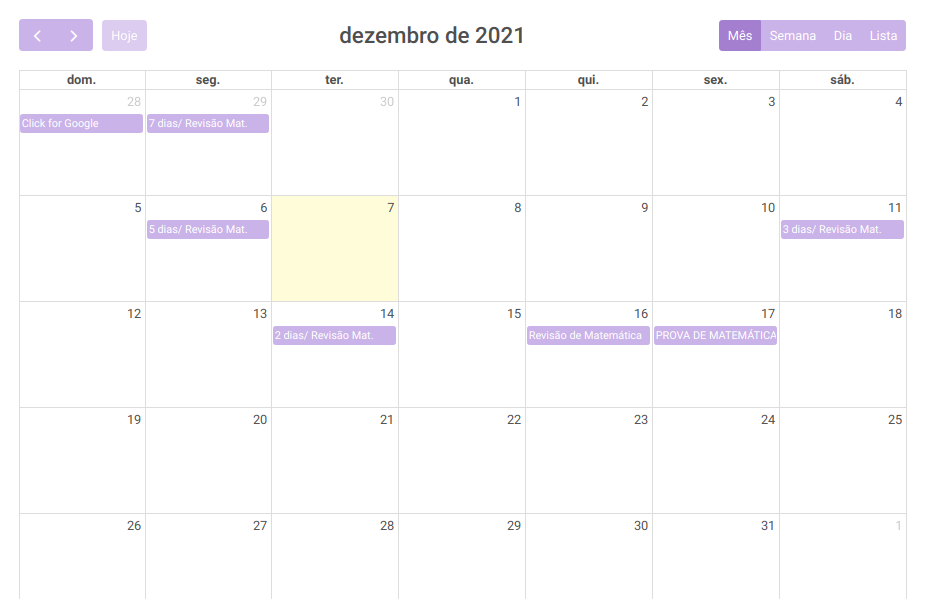 Hoje
dezembro de 2021
Mês Semana Dia Lista
dom. seg. ter. qua. qui. sex. sáb.
28 29 30 1 2 3 4
Click for Google 7 dias/ Revisão Mat.
5 6 7 8 9 10 11
5 dias/ Revisão Mat. 3 dias/ Revisão Mat.
12 13 14 15 16 17 18
2 dias/ Revisão Mat. Revisão de Matemática PROVA DE MATEMÁTICA
19 20 21 22 23 24 25
26 27 28 29 30 31 1